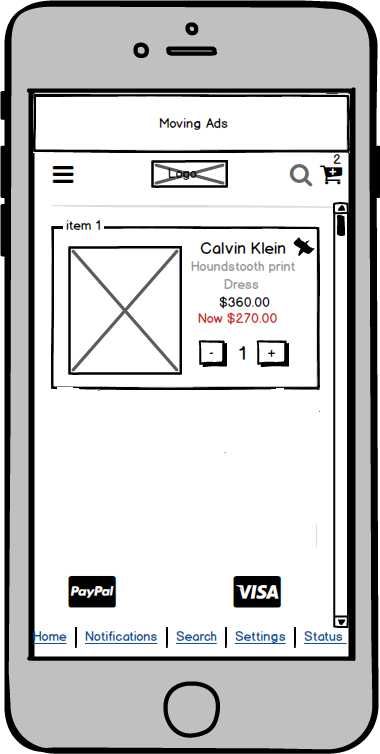 Moving Ads
Logo
2
item 1
Calvin Klein
Houndstooth print
Dress
$360.00
Now $270.00
- 1 +
PayPal VISA
Home Notifications Search Settings Status